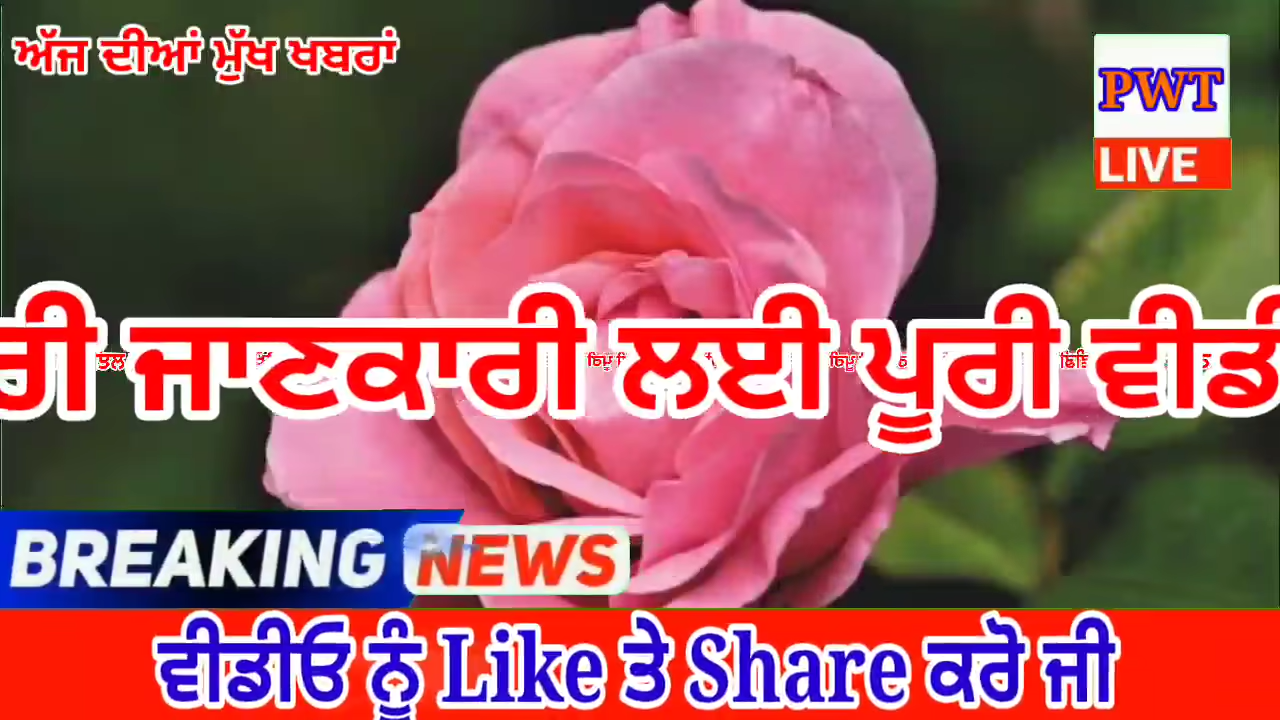 ਅੱਜ ਦੀਆਂ ਮੁੱਖ ਖਬਰਾਂ
PWT
LIVE
ਰੀ ਜਾਣਕਾਰੀ ਲਈ ਪੂਰੀ ਵੀਡੀ
BREAKING NEWS
ਵੀਡੀਓ ਨੂੰ Like ਤੇ Share ਕਰੋ ਜੀ